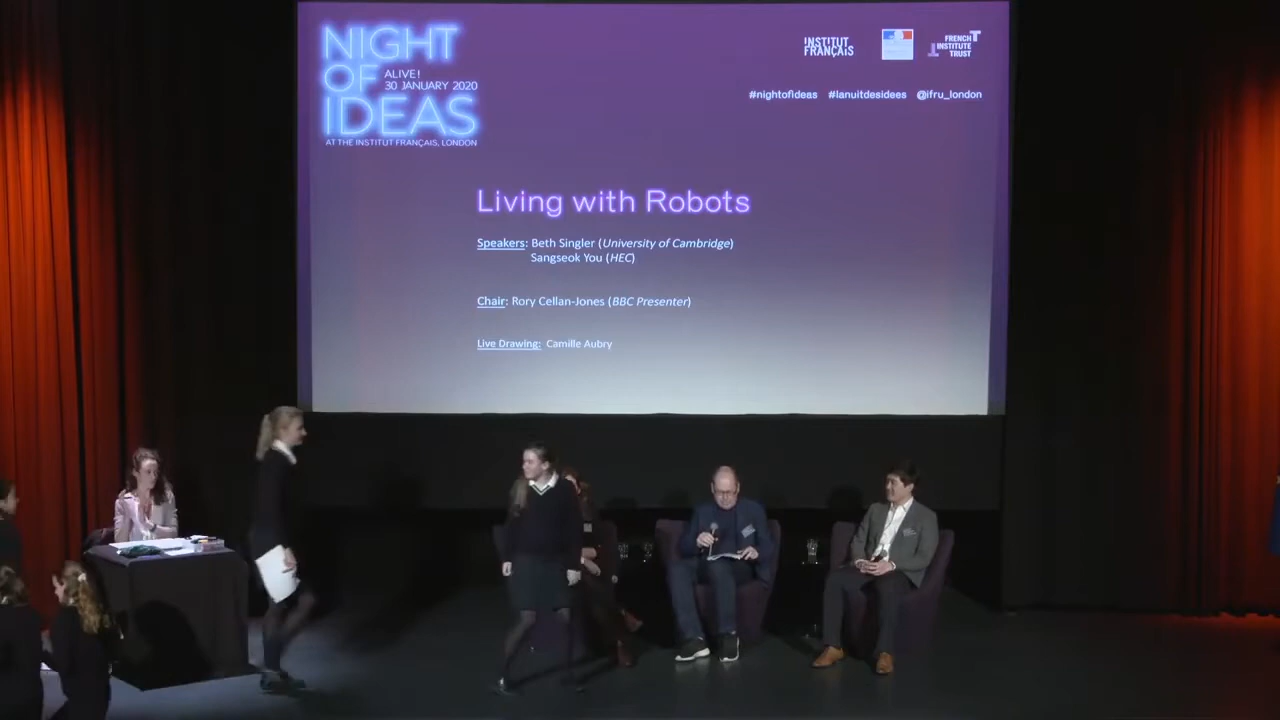 NIGHT
OF
ALIVE!
30 JANUARY 2020
IDEAS
AT THE INSTITUT FRANÇAIS, LONDON
INSTITUT
FRANÇAIS
FRENCH
INSTITUTE
TRUST
#nightofideas #lanuitdesidees @ifru_london
Living with Robots
Speakers: Beth Singler (University of Cambridge)
Sangseok You (HEC)
Chair: Rory Cellan-Jones (BBC Presenter)
Live Drawing: Camille Aubry